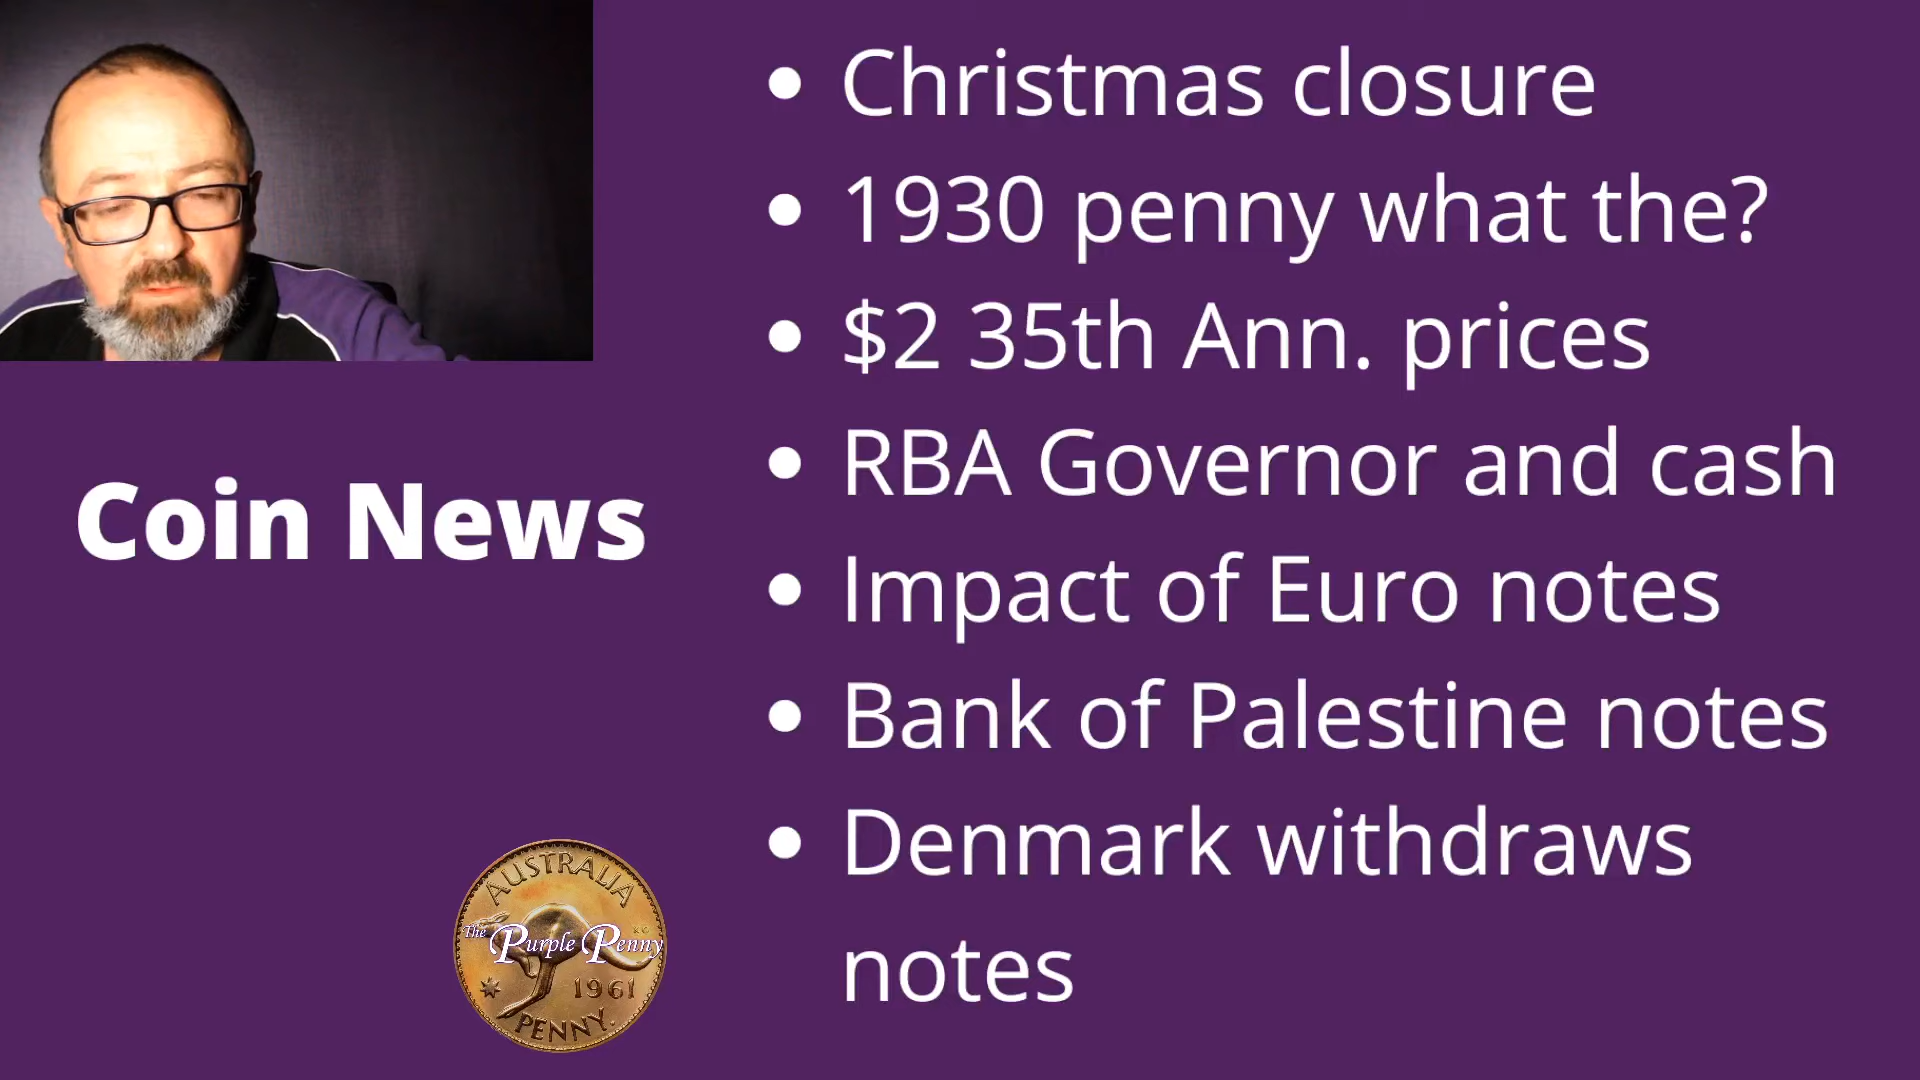 Christmas closure
1930 penny what the?
$2 35th Ann. prices
RBA Governor and cash
Impact of Euro notes
Bank of Palestine notes
Denmark withdraws
notes
Coin News
AUSTRALIA
KG
The Purple Penny
1961
PENNY.